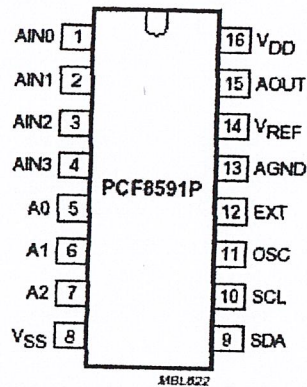 AIN0 1
AIN1 2
AIN2 3
AIN3 4
A0 5
A1 6
A2 7
VSS 8
PCF8591P
16 VDD
15 AOUT
14 VREF
13 AGND
12 EXT
11 OSC
10 SCL
9 SDA
MBL822